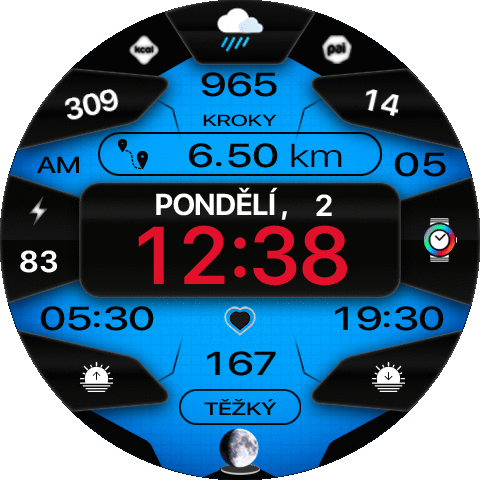 kcal
pai
309
965
14
KROKY
AM
6.50 km
05
PONDĚLÍ, 2
83
12:38
05:30
19:30
167
TĚŽKÝ